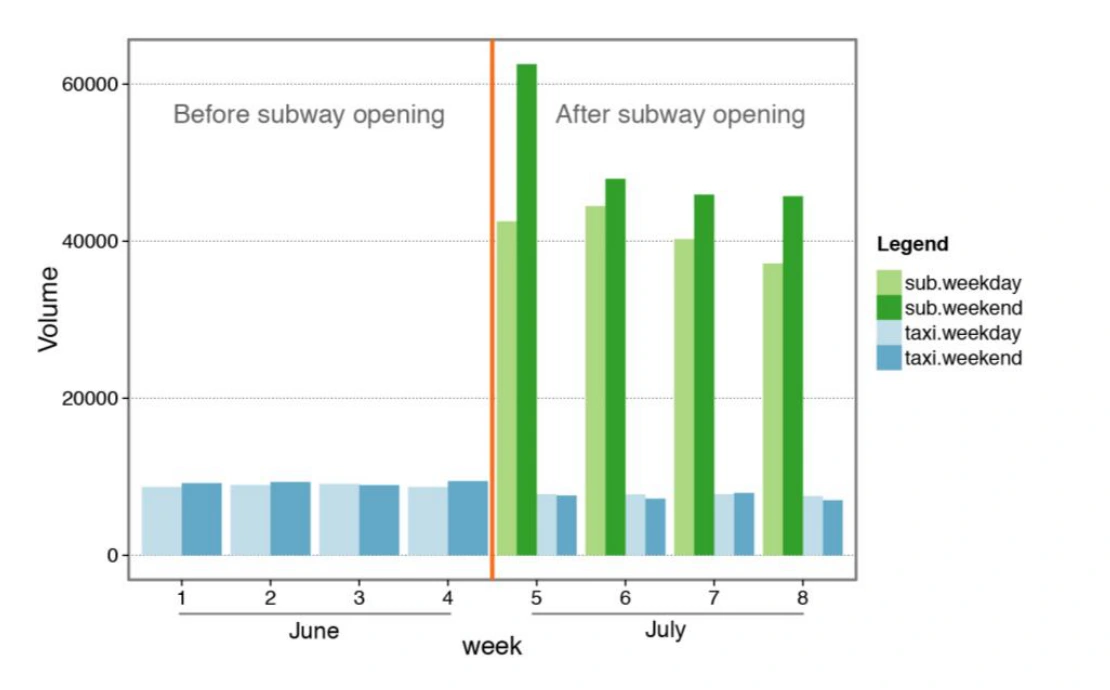 60000
Before subway opening
After subway opening
40000
20000
0
Volume
1 2 3 4 5 6 7 8
June
July
week
Legend
sub.weekday
sub.weekend
taxi.weekday
taxi.weekend